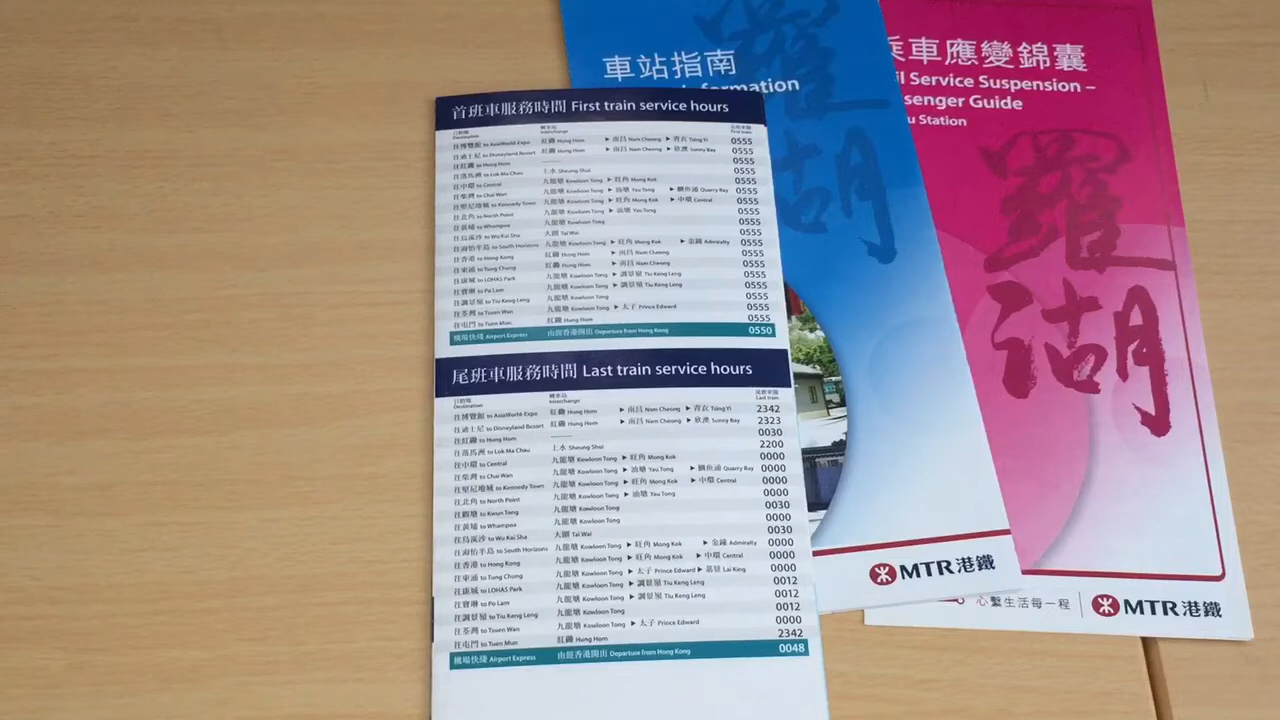 車站指南
乘車應變錦囊
Rail Service Suspension –
Passenger Guide
羅湖
羅湖
首班車服務時間 First train service hours
目的地 Destination 轉車站 Interchange 首班車開 First train
往博覽館 to AsiaWorld-Expo 紅磡 Hung Hom ▶ 南昌 Nam Cheong ▶ 青衣 Tsing Yi 0555
往迪士尼 to Disneyland Resort 紅磡 Hung Hom ▶ 南昌 Nam Cheong ▶ 欣澳 Sunny Bay 0555
往紅磡 to Hung Hom ——— 0555
往落馬洲 to Lok Ma Chau 上水 Sheung Shui 0555
往中環 to Central 九龍塘 Kowloon Tong ▶ 旺角 Mong Kok 0555
往柴灣 to Chai Wan 九龍塘 Kowloon Tong ▶ 油塘 Yau Tong ▶ 鰂魚涌 Quarry Bay 0555
往堅尼地城 to Kennedy Town 九龍塘 Kowloon Tong ▶ 旺角 Mong Kok ▶ 中環 Central 0555
往北角 to North Point 九龍塘 Kowloon Tong ▶ 油塘 Yau Tong 0555
往黃埔 to Whampoa 九龍塘 Kowloon Tong 0555
往烏溪沙 to Wu Kai Sha 大圍 Tai Wai 0555
往海怡半島 to South Horizons 九龍塘 Kowloon Tong ▶ 旺角 Mong Kok ▶ 金鐘 Admiralty 0555
往香港 to Hong Kong 紅磡 Hung Hom ▶ 南昌 Nam Cheong 0555
往東涌 to Tung Chung 紅磡 Hung Hom ▶ 南昌 Nam Cheong 0555
往康城 to LOHAS Park 九龍塘 Kowloon Tong ▶ 調景嶺 Tiu Keng Leng 0555
往寶琳 to Po Lam 九龍塘 Kowloon Tong ▶ 調景嶺 Tiu Keng Leng 0555
往調景嶺 to Tiu Keng Leng 九龍塘 Kowloon Tong 0555
往荃灣 to Tsuen Wan 九龍塘 Kowloon Tong ▶ 太子 Prince Edward 0555
往屯門 to Tuen Mun 紅磡 Hung Hom 0555
機場快綫 Airport Express 由香港開出 Departure from Hong Kong 0550
尾班車服務時間 Last train service hours
目的地 Destination 轉車站 Interchange 尾班車開 Last train
往博覽館 to AsiaWorld-Expo 紅磡 Hung Hom ▶ 南昌 Nam Cheong ▶ 青衣 Tsing Yi 2342
往迪士尼 to Disneyland Resort 紅磡 Hung Hom ▶ 南昌 Nam Cheong ▶ 欣澳 Sunny Bay 2323
往紅磡 to Hung Hom ——— 0030
往落馬洲 to Lok Ma Chau 上水 Sheung Shui 2200
往中環 to Central 九龍塘 Kowloon Tong ▶ 旺角 Mong Kok 0000
往柴灣 to Chai Wan 九龍塘 Kowloon Tong ▶ 油塘 Yau Tong ▶ 鰂魚涌 Quarry Bay 0000
往堅尼地城 to Kennedy Town 九龍塘 Kowloon Tong ▶ 旺角 Mong Kok ▶ 中環 Central 0000
往北角 to North Point 九龍塘 Kowloon Tong ▶ 油塘 Yau Tong 0000
往觀塘 to Kwun Tong 九龍塘 Kowloon Tong 0030
往黃埔 to Whampoa 九龍塘 Kowloon Tong 0000
往烏溪沙 to Wu Kai Sha 大圍 Tai Wai 0030
往海怡半島 to South Horizons 九龍塘 Kowloon Tong ▶ 旺角 Mong Kok ▶ 金鐘 Admiralty 0000
往香港 to Hong Kong 九龍塘 Kowloon Tong ▶ 旺角 Mong Kok ▶ 中環 Central 0000
往東涌 to Tung Chung 九龍塘 Kowloon Tong ▶ 太子 Prince Edward ▶ 荔景 Lai King 0000
往康城 to LOHAS Park 九龍塘 Kowloon Tong ▶ 調景嶺 Tiu Keng Leng 0012
往寶琳 to Po Lam 九龍塘 Kowloon Tong ▶ 調景嶺 Tiu Keng Leng 0012
往調景嶺 to Tiu Keng Leng 九龍塘 Kowloon Tong 0012
往荃灣 to Tsuen Wan 九龍塘 Kowloon Tong ▶ 太子 Prince Edward 0000
往屯門 to Tuen Mun 紅磡 Hung Hom 2342
機場快綫 Airport Express 由香港開出 Departure from Hong Kong 0048
MTR 港鐵
心繫生活每一程
MTR 港鐵